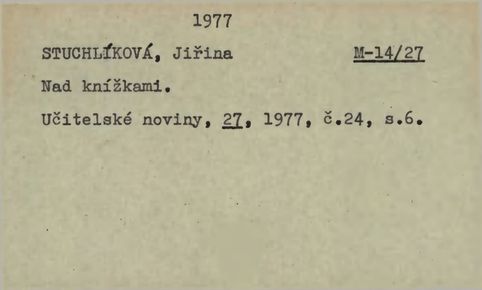 1977
STUCHLÍKOVÁ, Jiřina M-14/27
Nad knížkami.
Učitelské noviny, 27, 1977, č.24, s.6.